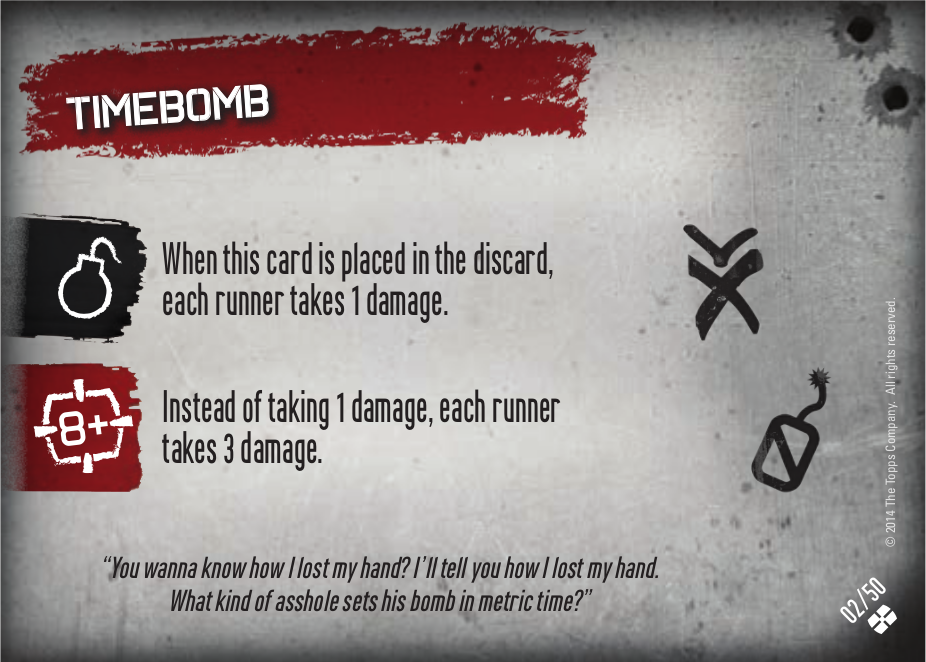 TIMEBOMB
When this card is placed in the discard,
each runner takes 1 damage.
8+
Instead of taking 1 damage, each runner
takes 3 damage.
“You wanna know how I lost my hand? I’ll tell you how I lost my hand.
What kind of asshole sets his bomb in metric time?”
© 2014 The Topps Company. All rights reserved.
02/50